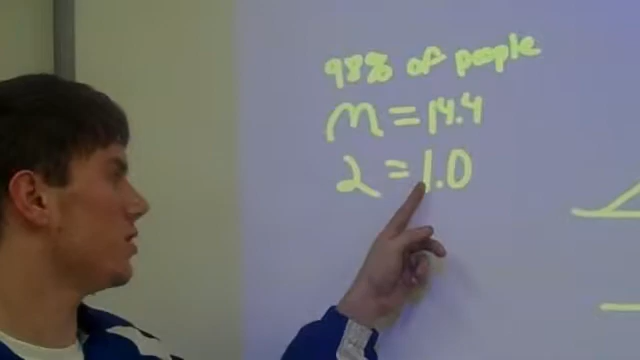 98% of people
m = 14.4
2 = 1.0